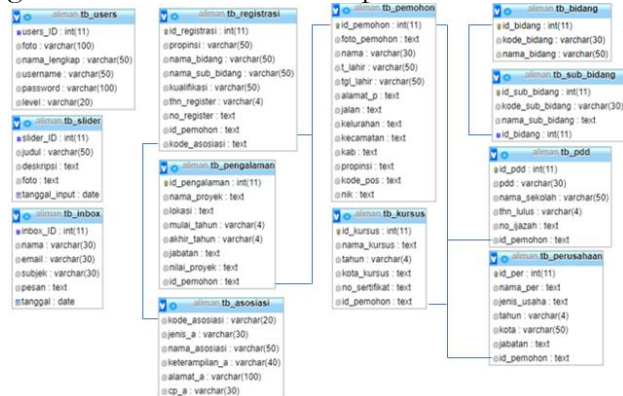 aliman tb_users
users_ID : int(11)
foto : varchar(100)
nama_lengkap : varchar(50)
username : varchar(50)
password : varchar(100)
level : varchar(20)
aliman tb_slider
slider_ID : int(11)
judul : varchar(50)
deskripsi : text
foto : text
tanggal_input : date
aliman tb_inbox
inbox_ID : int(11)
nama : varchar(30)
email : varchar(30)
subjek : varchar(30)
pesan : text
tanggal : date
aliman tb_registrasi
id_registrasi : int(11)
propinsi : varchar(50)
nama_bidang : varchar(50)
nama_sub_bidang : varchar(50)
kualifikasi : varchar(50)
thn_register : varchar(4)
no_register : text
id_pemohon : text
kode_asosiasi : text
aliman tb_pengalaman
id_pengalaman : int(11)
nama_proyek : text
lokasi : text
mulai_tahun : varchar(4)
akhir_tahun : varchar(4)
jabatan : text
nilai_proyek : text
id_pemohon : text
aliman tb_asosiasi
kode_asosiasi : varchar(20)
jenis_a : varchar(30)
nama_asosiasi : varchar(50)
keterampilan_a : varchar(40)
alamat_a : varchar(100)
cp_a : varchar(30)
aliman tb_pemohon
id_pemohon : int(11)
foto_pemohon : text
nama : varchar(30)
t_lahir : varchar(50)
tgl_lahir : varchar(50)
alamat_p : text
jalan : text
kelurahan : text
kecamatan : text
kab : text
propinsi : text
kode_pos : text
nik : text
aliman tb_kursus
id_kursus : int(11)
nama_kursus : text
tahun : varchar(4)
kota_kursus : text
no_sertifikat : text
id_pemohon : text
aliman tb_bidang
id_bidang : int(11)
kode_bidang : varchar(30)
nama_bidang : varchar(50)
aliman tb_sub_bidang
id_sub_bidang : int(11)
kode_sub_bidang : varchar(30)
nama_sub_bidang : text
id_bidang : int(11)
aliman tb_pdd
id_pdd : int(11)
pdd : varchar(30)
nama_sekolah : varchar(50)
thn_lulus : varchar(4)
no_ijazah : text
id_pemohon : text
aliman tb_perusahaan
id_per : int(11)
nama_per : text
jenis_usaha : text
tahun : varchar(4)
kota : varchar(50)
jabatan : text
id_pemohon : text